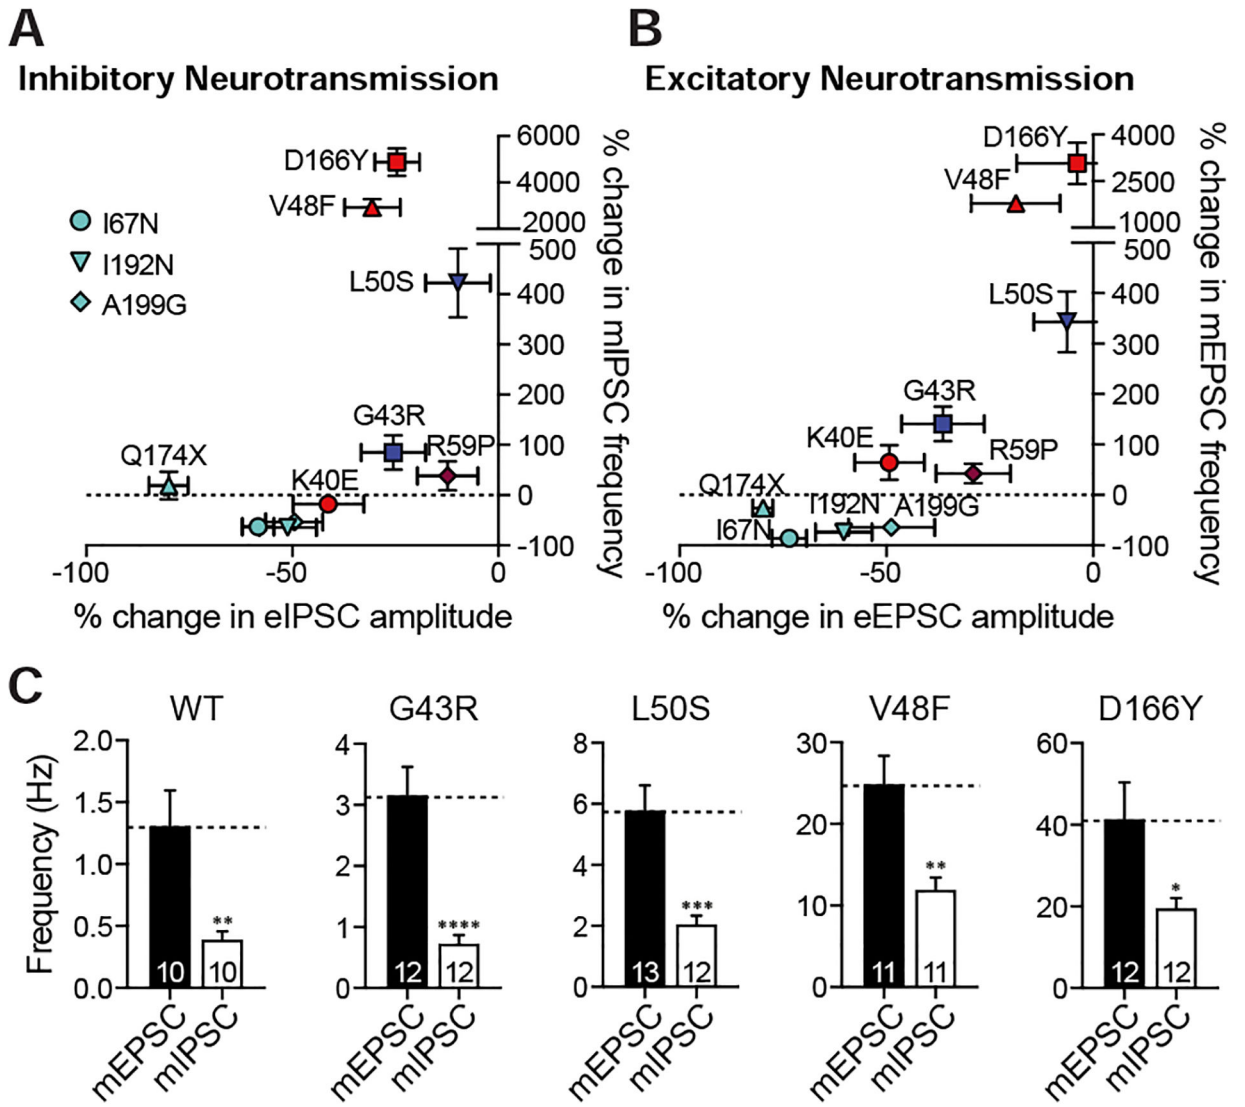 A
Inhibitory Neurotransmission
D166Y
V48F
I67N
I192N
A199G
L50S
G43R
R59P
Q174X
K40E
6000
4000
2000
500
400
300
200
100
0
-100
% change in mIPSC frequency
-100
-50
0
% change in eIPSC amplitude
B
Excitatory Neurotransmission
D166Y
V48F
L50S
G43R
K40E
R59P
Q174X
I192N
A199G
I67N
4000
2500
1000
500
400
300
200
100
0
-100
% change in mEPSC frequency
-100
-50
0
% change in eEPSC amplitude
C
Frequency (Hz)
WT
2.0
1.5
1.0
0.5
0.0
**
10
10
mEPSC
mIPSC
G43R
4
3
2
1
0
****
12
12
mEPSC
mIPSC
L50S
8
6
4
2
0
***
13
12
mEPSC
mIPSC
V48F
30
20
10
0
**
11
11
mEPSC
mIPSC
D166Y
60
40
20
0
*
12
12
mEPSC
mIPSC